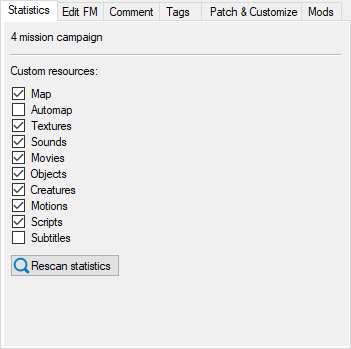 Statistics Edit FM Comment Tags Patch & Customize Mods
4 mission campaign
Custom resources:
Map
Automap
Textures
Sounds
Movies
Objects
Creatures
Motions
Scripts
Subtitles
Rescan statistics